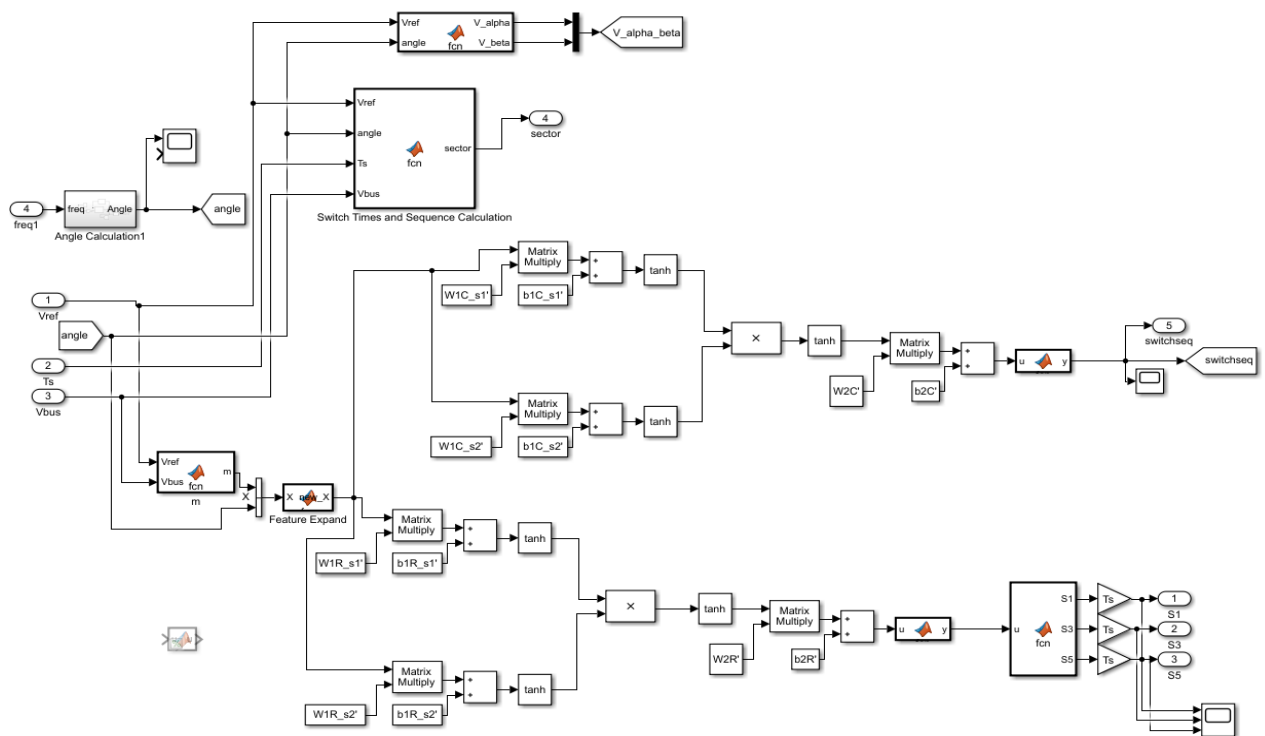 Vref
angle
fcn
V_alpha
V_beta
V_alpha_beta
Vref
angle
Ts
Vbus
fcn
sector
4
sector
Switch Times and Sequence Calculation
4
freq1
freq
Angle
Angle Calculation1
angle
1
Vref
angle
2
Ts
3
Vbus
Matrix
Multiply
W1C_s1'
b1C_s1'
+
+
tanh
×
tanh
Matrix
Multiply
W2C'
b2C'
+
+
u
y
5
switchseq
switchseq
Matrix
Multiply
W1C_s2'
b1C_s2'
+
+
tanh
Vref
Vbus
fcn
m
m
X
X
new_X
Feature Expand
Matrix
Multiply
W1R_s1'
b1R_s1'
+
+
tanh
×
tanh
Matrix
Multiply
W2R'
b2R'
+
+
u
y
u
fcn
S1
S3
S5
Ts
Ts
Ts
1
S1
2
S3
3
S5
Matrix
Multiply
W1R_s2'
b1R_s2'
+
+
tanh